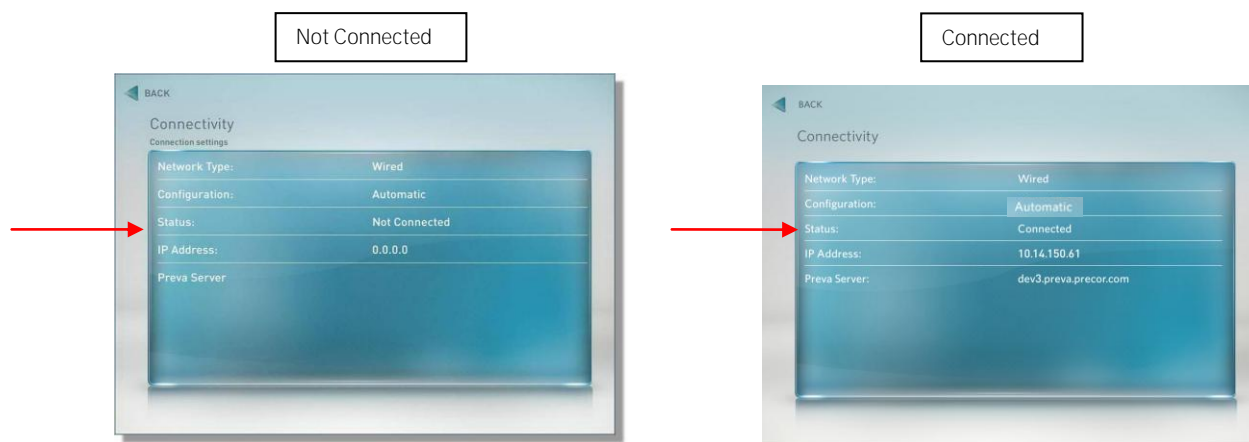 Not Connected
BACK
Connectivity
Connection settings
Network Type: Wired
Configuration: Automatic
Status: Not Connected
IP Address: 0.0.0.0
Preva Server
Connected
BACK
Connectivity
Network Type: Wired
Configuration: Automatic
Status: Connected
IP Address: 10.14.150.61
Preva Server: dev3.preva.precor.com